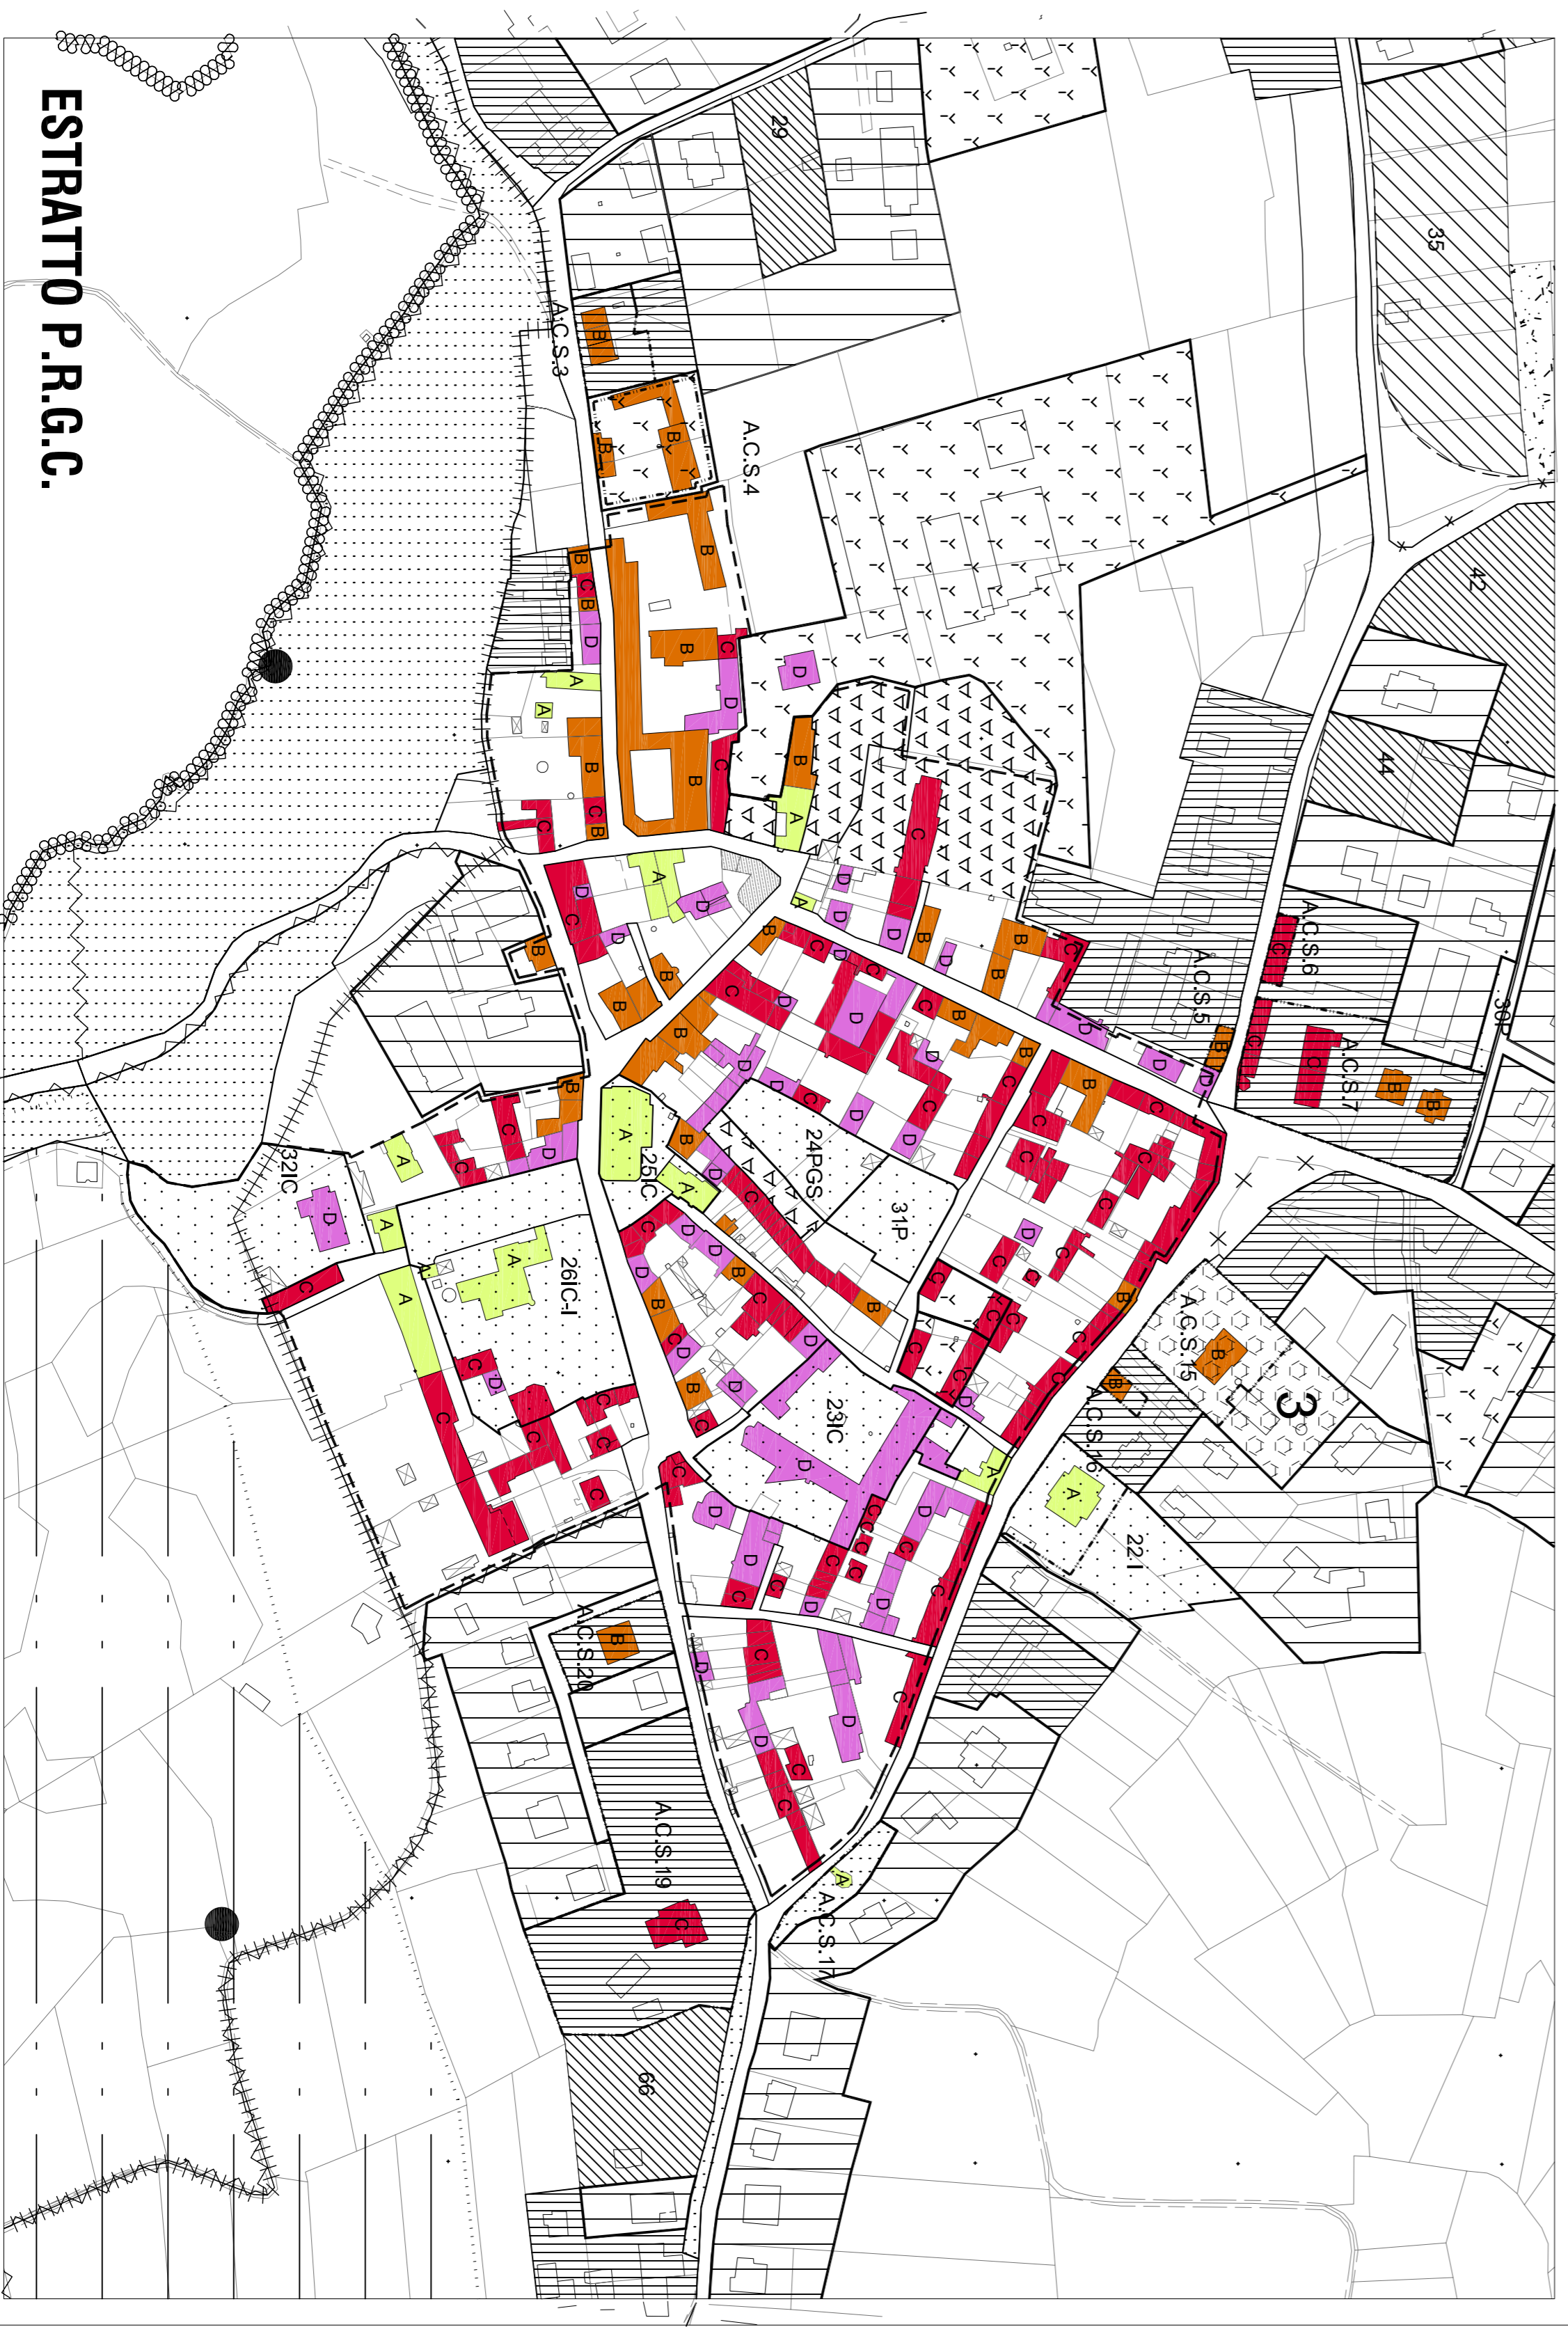 ESTRATTO P.R.G.C.
29
35
42
44
A.C.S.3
A.C.S.4
A.C.S.5
A.C.S.6
A.C.S.7
30P
24PGS
31P
25IC
32IC
26IC-I
23IC
A.C.S.15
3
A.C.S.16
22 I
A.C.S.20
A.C.S.19
A.C.S.17
66
A
B
C
D